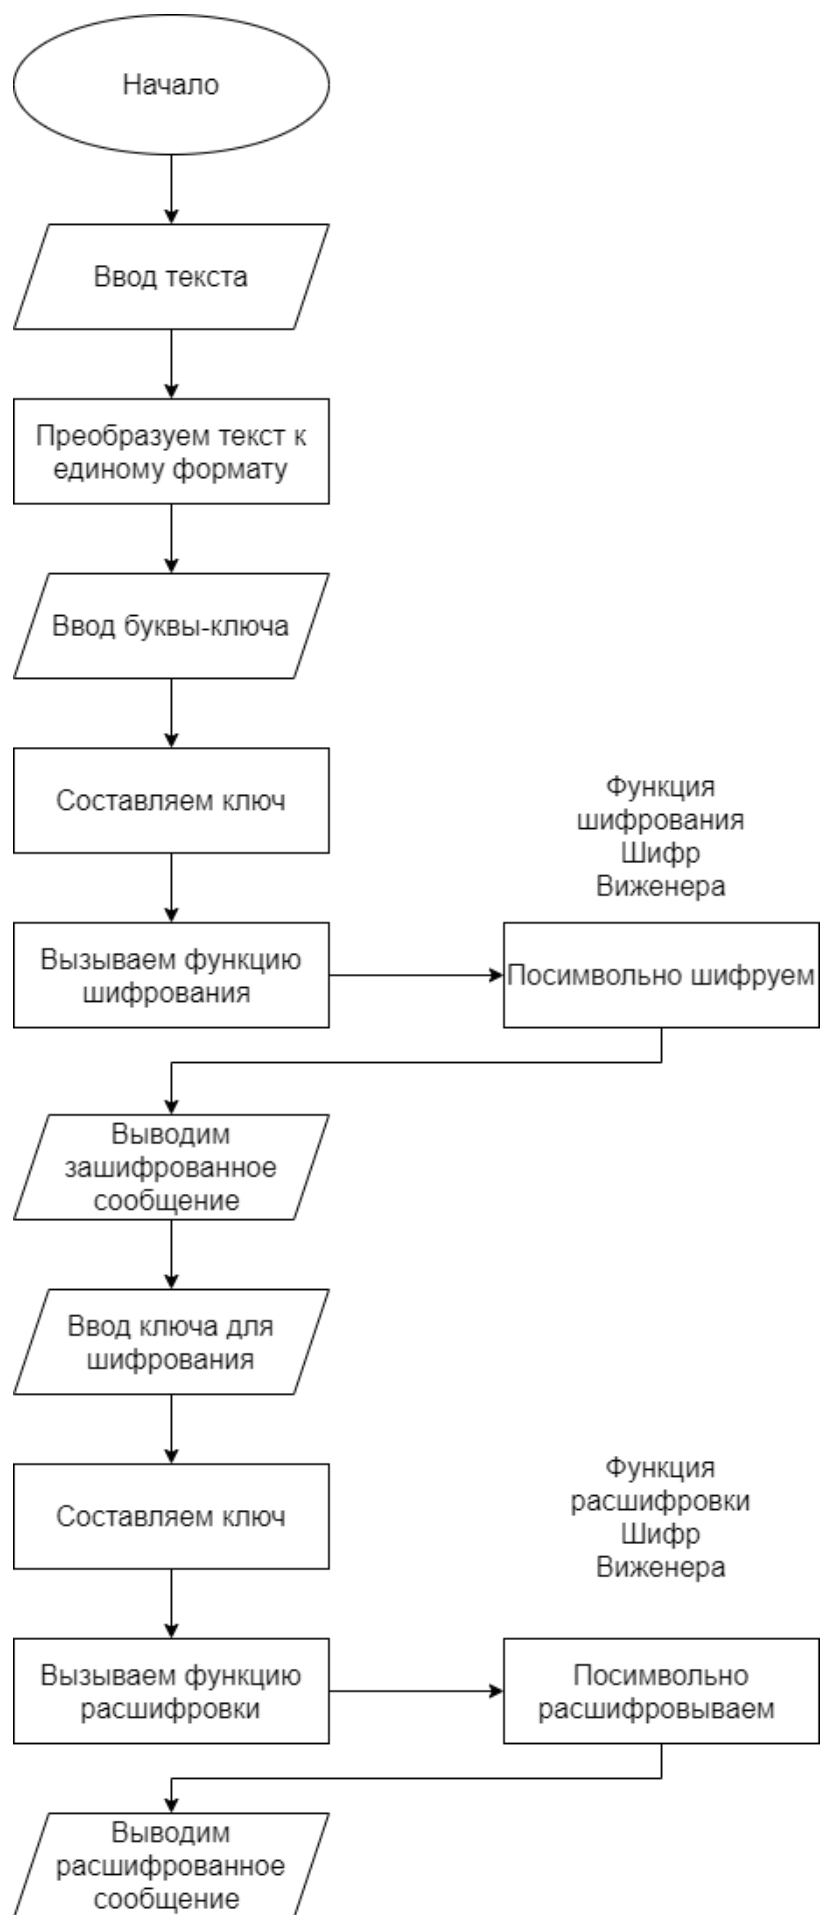 Начало
Ввод текста
Преобразуем текст к
единому формату
Ввод буквы-ключа
Составляем ключ
Функция
шифрования
Шифр
Виженера
Вызываем функцию
шифрования
Посимвольно шифруем
Выводим
зашифрованное
сообщение
Ввод ключа для
шифрования
Составляем ключ
Функция
расшифровки
Шифр
Виженера
Вызываем функцию
расшифровки
Посимвольно
расшифровываем
Выводим
расшифрованное
сообщение